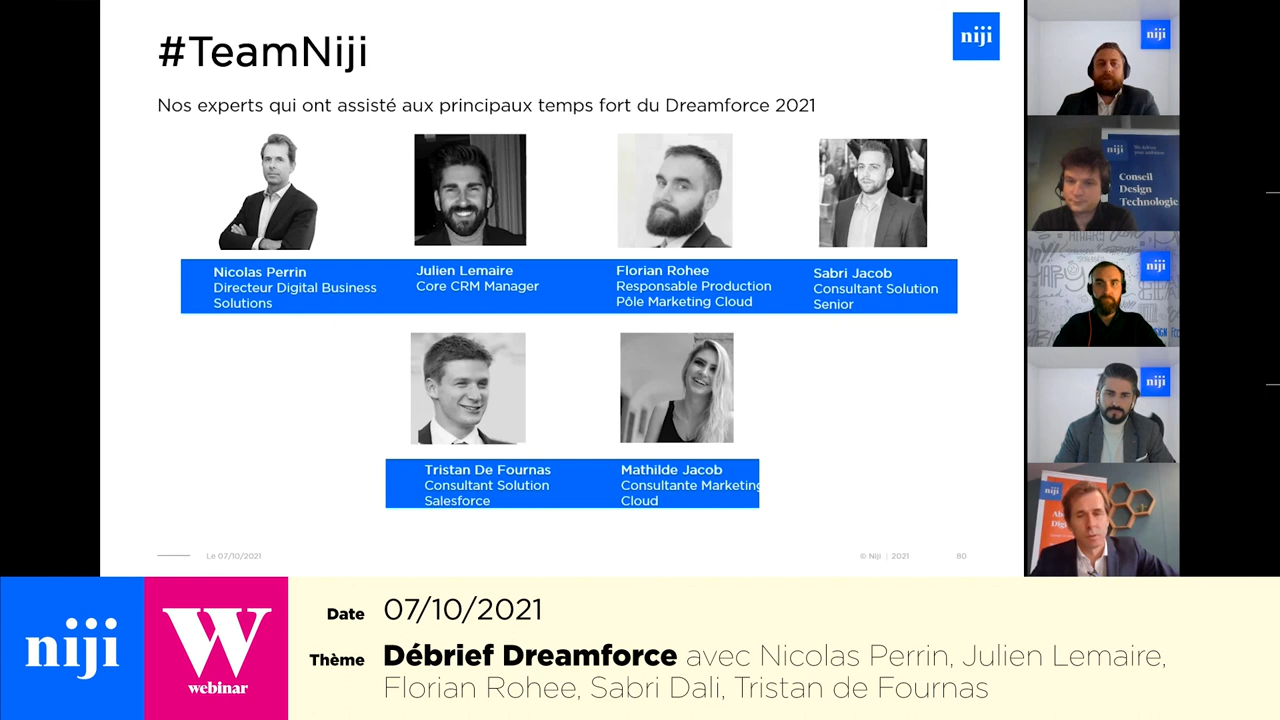 #TeamNiji
niji
Nos experts qui ont assisté aux principaux temps fort du Dreamforce 2021
Nicolas Perrin
Directeur Digital Business
Solutions
Julien Lemaire
Core CRM Manager
Florian Rohee
Responsable Production
Pôle Marketing Cloud
Sabri Jacob
Consultant Solution
Senior
Tristan De Fournas
Consultant Solution
Salesforce
Mathilde Jacob
Consultante Marketing
Cloud
Le 07/10/2021
© Niji | 2021
80
niji
niji
Conseil
Design
Technologie
niji
niji
niji
niji
W
webinar
Date 07/10/2021
Thème Débrief Dreamforce avec Nicolas Perrin, Julien Lemaire,
Florian Rohee, Sabri Dali, Tristan de Fournas